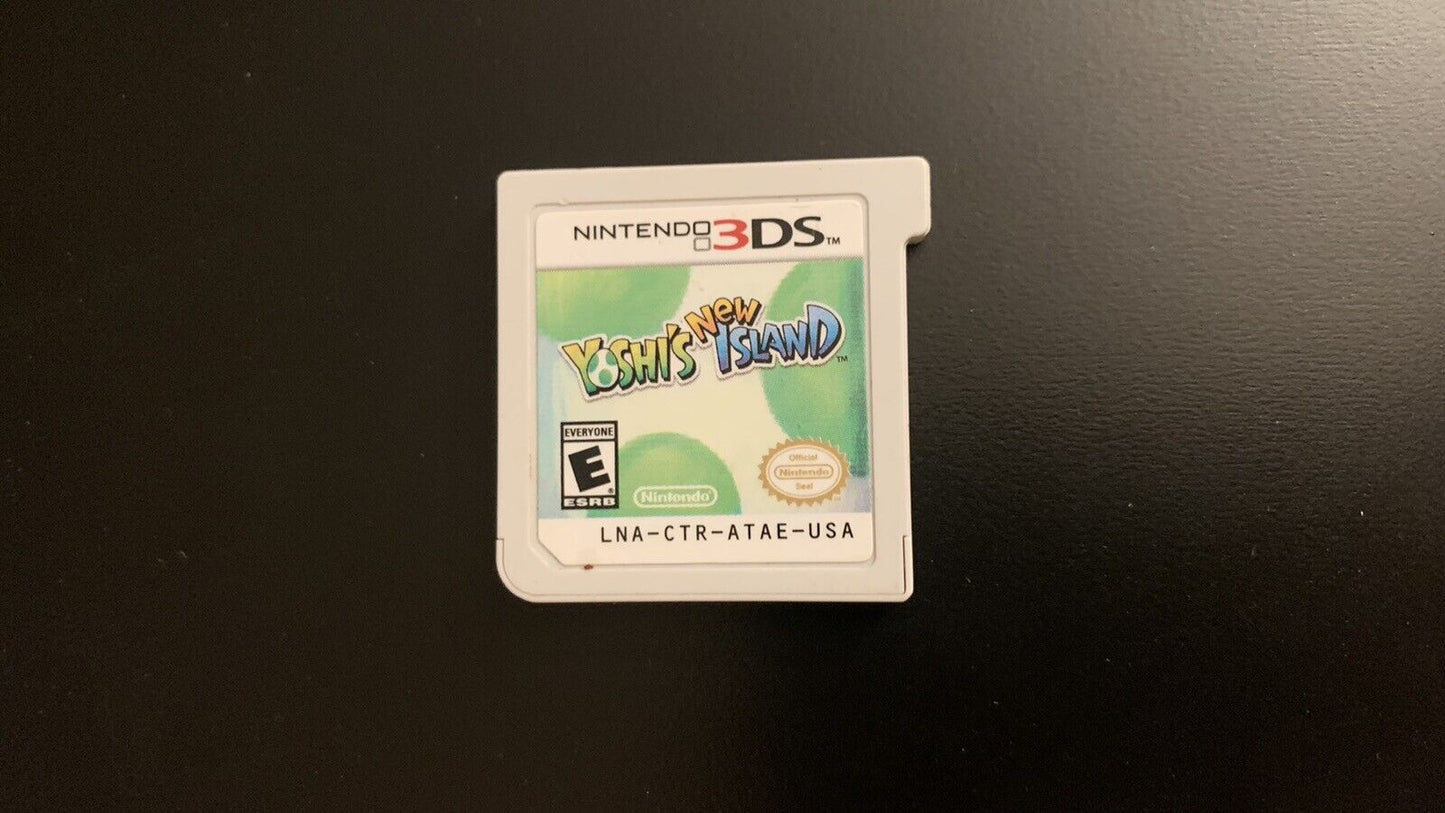 NINTENDO 3DS™
YOSHI'S NEW ISLAND™
EVERYONE
E®
ESRB
Nintendo
Official
Nintendo
Seal
LNA-CTR-ATAE-USA